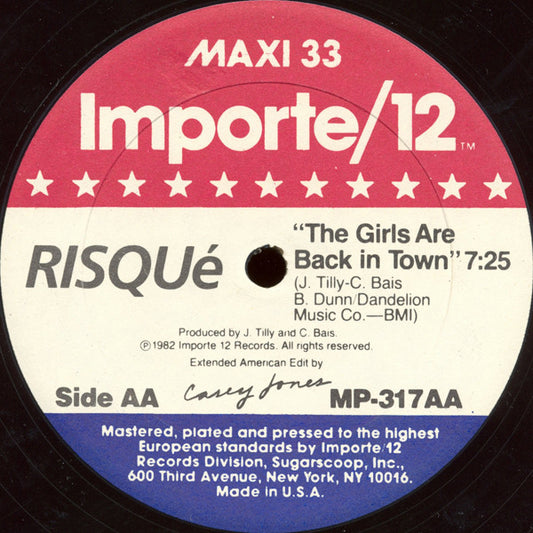 MAXI 33
Importe/12™
RISQUé
“The Girls Are
Back in Town” 7:25
(J. Tilly-C. Bais
B. Dunn/Dandelion
Music Co.—BMI)
Produced by J. Tilly and C. Bais.
℗ 1982 Importe 12 Records. All rights reserved.
Extended American Edit by
Casey Jones
Side AA
MP-317AA
Mastered, plated and pressed to the highest
European standards by Importe/12
Records Division, Sugarscoop, Inc.,
600 Third Avenue, New York, NY 10016.
Made in U.S.A.